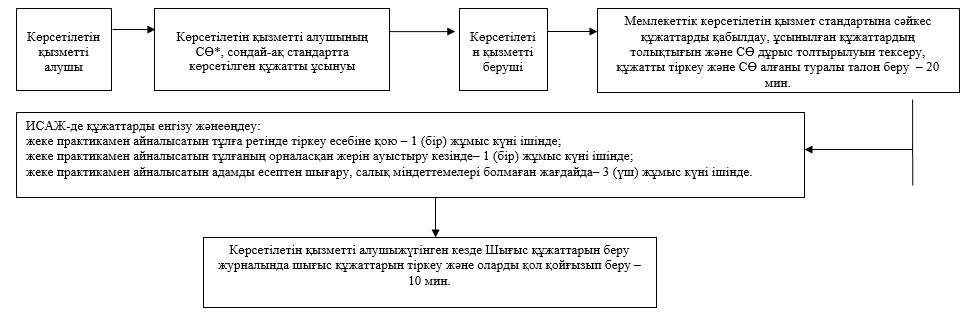 Көрсетілетін
қызметті
алушы
Көрсетілетін қызметті алушының
СӨ*, сондай-ақ стандартта
көрсетілген құжатты ұсынуы
Көрсетілеті
н қызметті
беруші
Мемлекеттік көрсетілетін қызмет стандартына сәйкес
құжаттарды қабылдау, ұсынылған құжаттардың
толықтығын және СӨ дұрыс толтырылуын тексеру,
құжатты тіркеу және СӨ алғаны туралы талон беру – 20
мин.
ИСАЖ-де құжаттарды енгізу жәнеөңдеу:
жеке практикамен айналысатын тұлға ретінде тіркеу есебіне қою – 1 (бір) жұмыс күні ішінде;
жеке практикамен айналысатын тұлғаның орналасқан жерін ауыстыру кезінде– 1 (бір) жұмыс күні ішінде;
жеке практикамен айналысатын адамды есептен шығару, салық міндеттемелері болмаған жағдайда– 3 (үш) жұмыс күні ішінде.
Көрсетілетін қызметті алушыжүгінген кезде Шығыс құжаттарын беру
журналында шығыс құжаттарын тіркеу және оларды қол қойғызып беру –
10 мин.